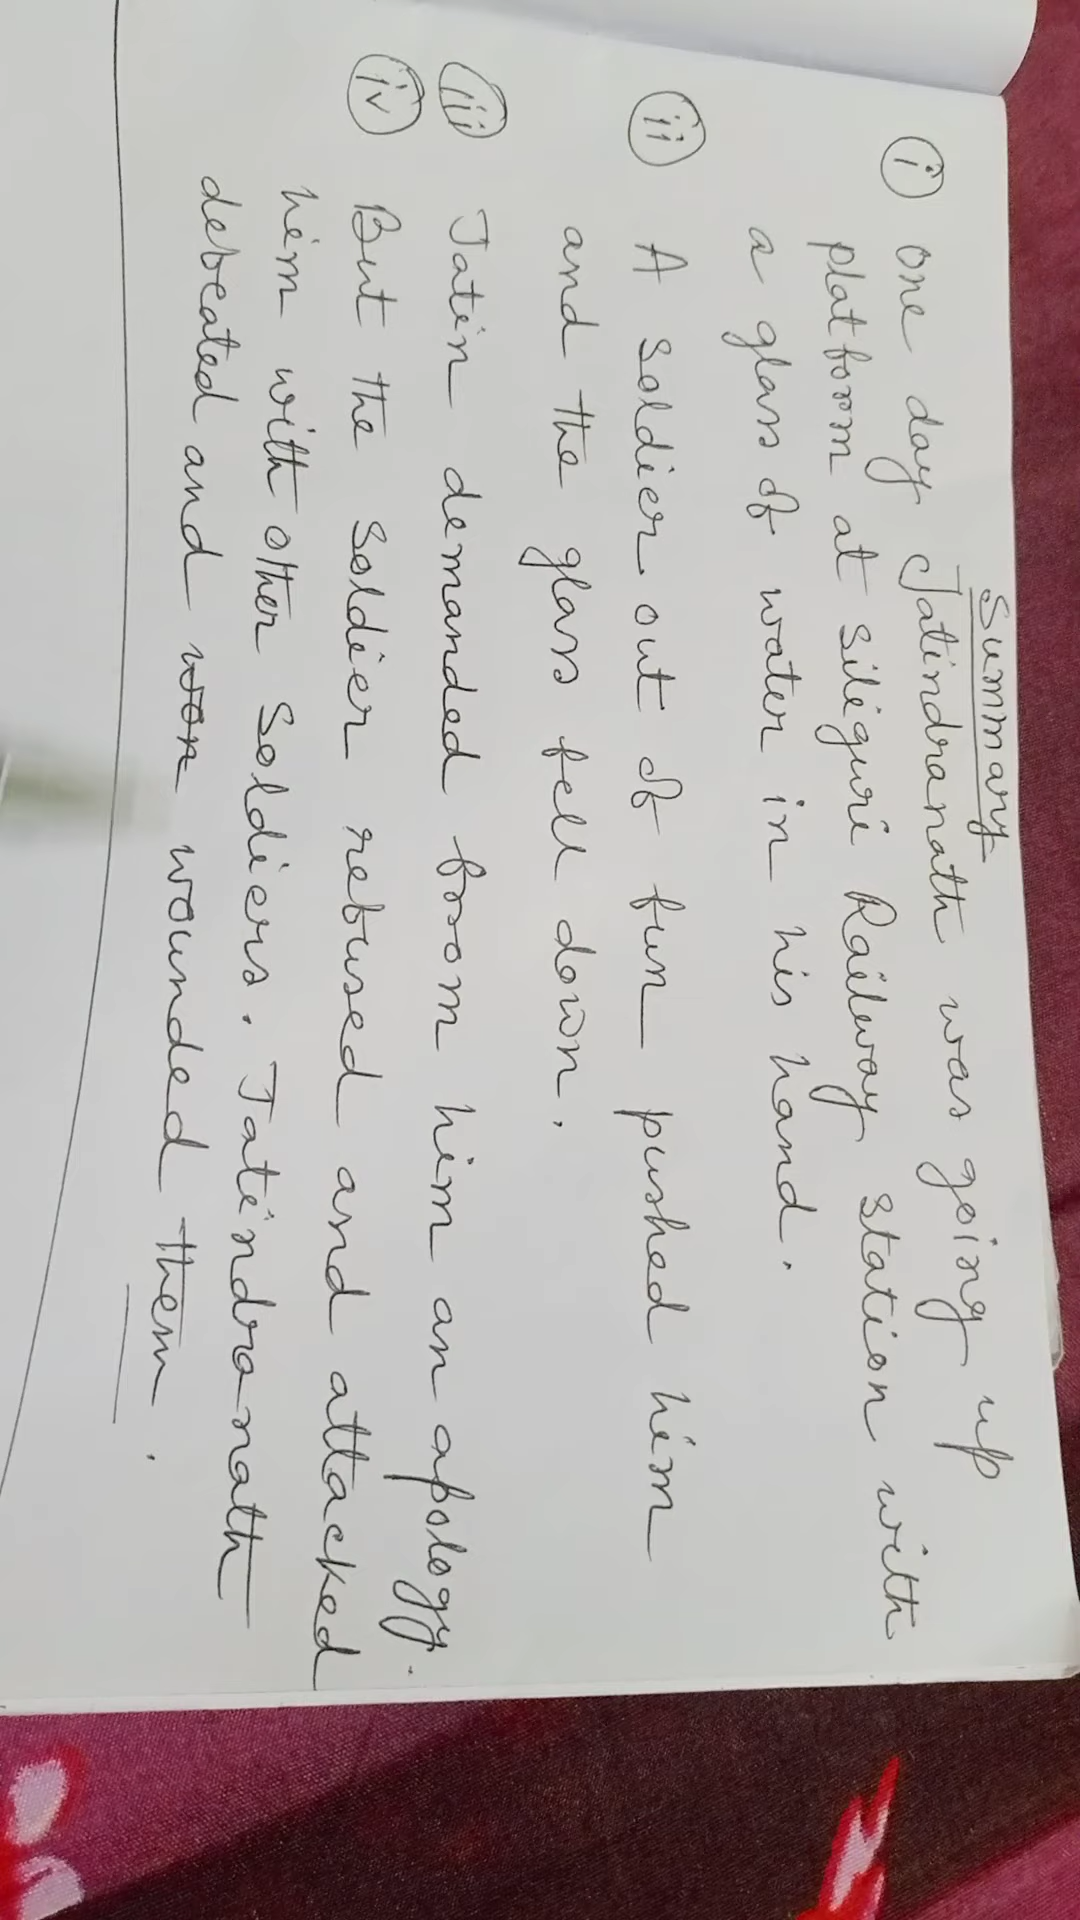 Summary
(i) One day Jatindranath was going up
platform at Siliguri Railway Station with
a glass of water in his hand.
(ii) A soldier out of fun pushed him
and the glass fell down.
(iii) Jatin demanded from him an apology.
(iv) But the soldier refused and attacked
him with other soldiers. Jatindranath
defeated and won wounded them.